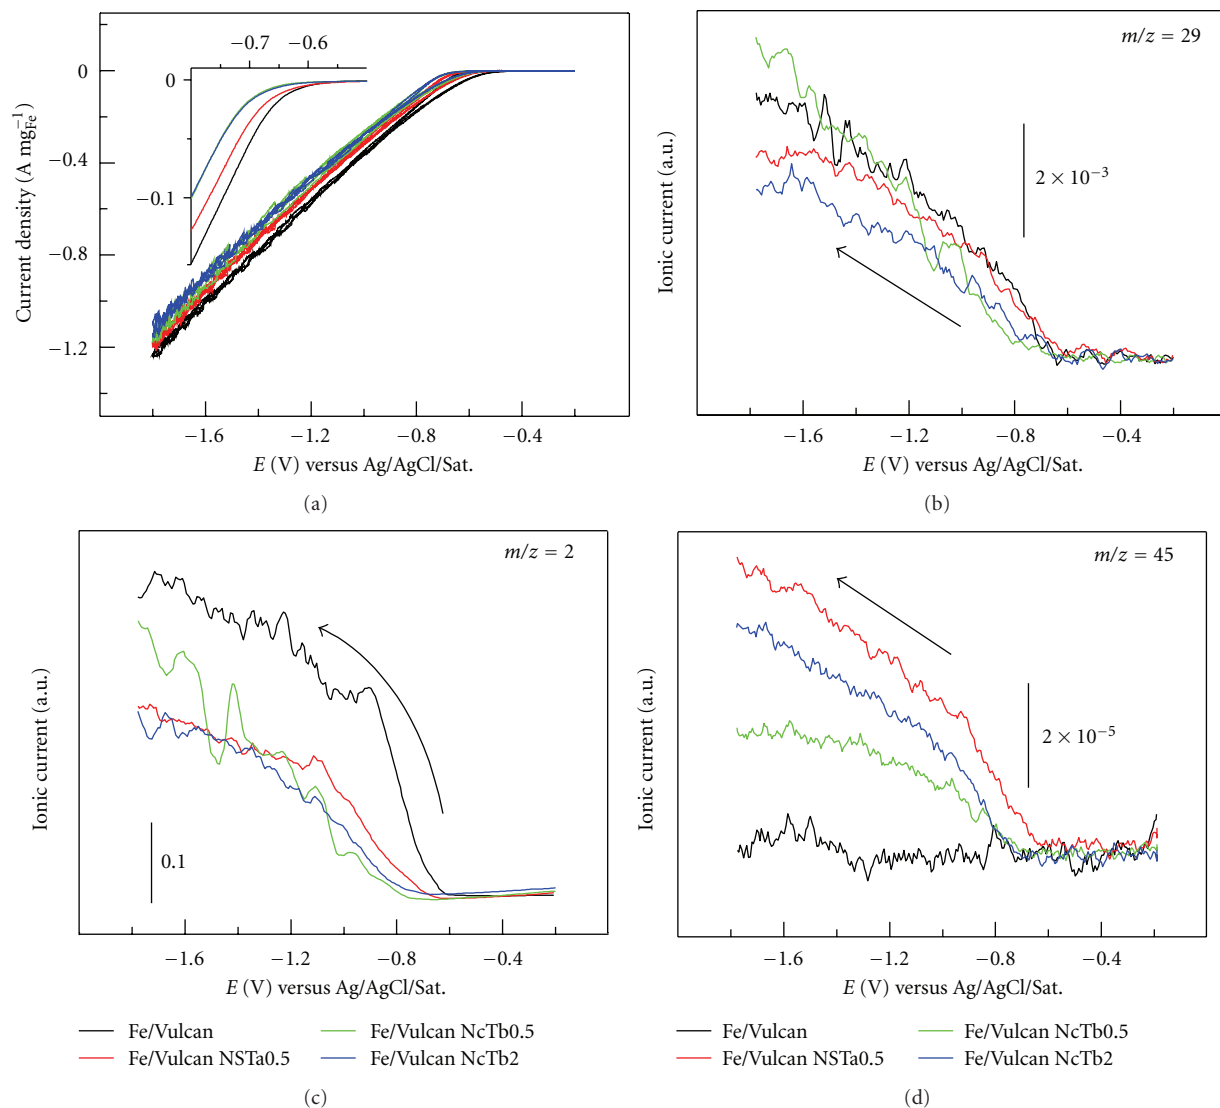 −0.7 −0.6
0
−0.1
0
−0.4
−0.8
−1.2
Current density (A mg−1Fe)
−1.6 −1.2 −0.8 −0.4
E (V) versus Ag/AgCl/Sat.
(a)
m/z = 29
2 × 10−3
Ionic current (a.u.)
−1.6 −1.2 −0.8 −0.4
E (V) versus Ag/AgCl/Sat.
(b)
m/z = 2
0.1
Ionic current (a.u.)
−1.6 −1.2 −0.8 −0.4
E (V) versus Ag/AgCl/Sat.
Fe/Vulcan Fe/Vulcan NcTb0.5
Fe/Vulcan NSTa0.5 Fe/Vulcan NcTb2
(c)
m/z = 45
2 × 10−5
Ionic current (a.u.)
−1.6 −1.2 −0.8 −0.4
E (V) versus Ag/AgCl/Sat.
Fe/Vulcan Fe/Vulcan NcTb0.5
Fe/Vulcan NSTa0.5 Fe/Vulcan NcTb2
(d)